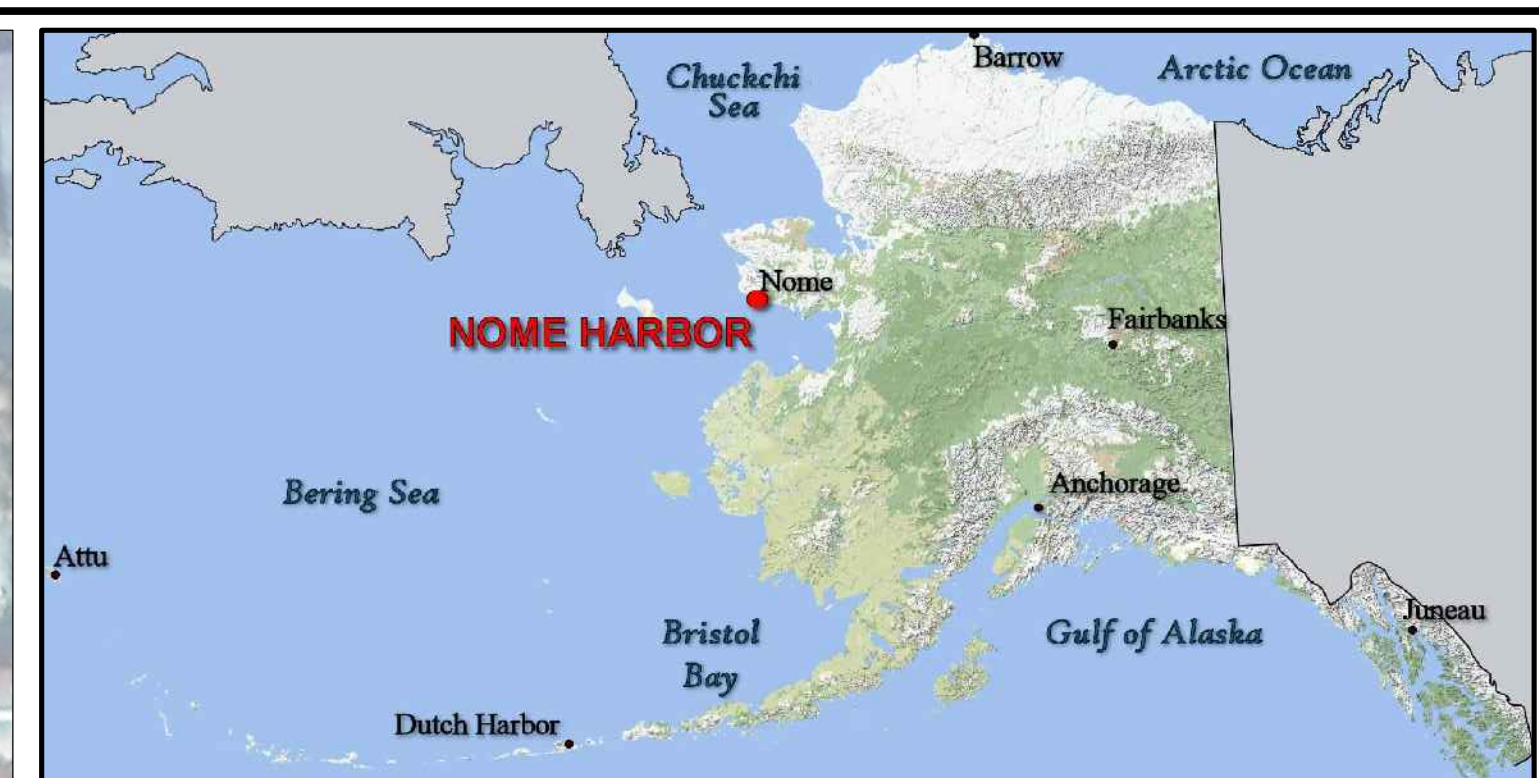 Barrow
Chuckchi
Sea
Arctic Ocean
Nome
NOME HARBOR
Fairbanks
Bering Sea
Anchorage
Attu
Bristol
Bay
Gulf of Alaska
Juneau
Dutch Harbor